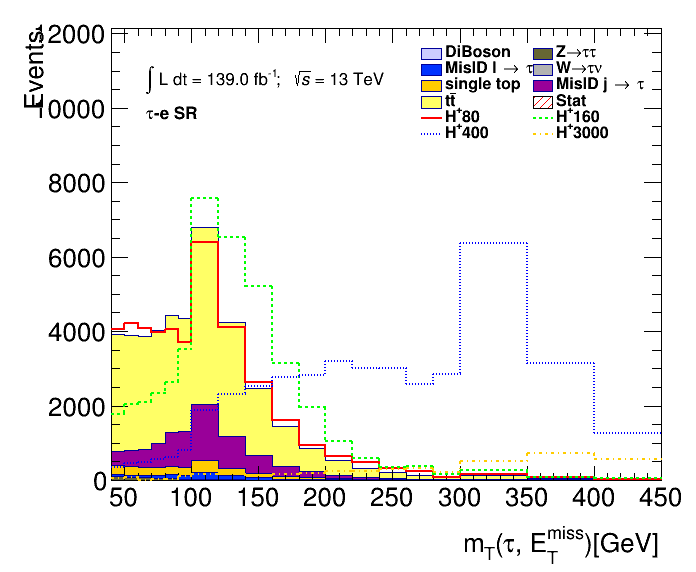 Events
12000
10000
8000
6000
4000
2000
0
∫ L dt = 139.0 fb⁻¹; √s = 13 TeV
τ-e SR
DiBoson
Z→ττ
MisID l → τ
W→τν
single top
MisID j → τ
tt̄
Stat
H⁺80
H⁺160
H⁺400
H⁺3000
50 100 150 200 250 300 350 400 450
m_T(τ, E_T^miss)[GeV]